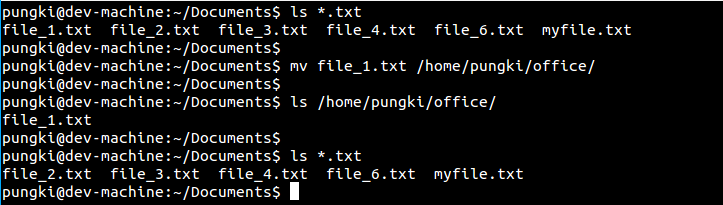 pungki@dev-machine:~/Documents$ ls *.txt
file_1.txt  file_2.txt  file_3.txt  file_4.txt  file_6.txt  myfile.txt
pungki@dev-machine:~/Documents$
pungki@dev-machine:~/Documents$ mv file_1.txt /home/pungki/office/
pungki@dev-machine:~/Documents$
pungki@dev-machine:~/Documents$ ls /home/pungki/office/
file_1.txt
pungki@dev-machine:~/Documents$
pungki@dev-machine:~/Documents$ ls *.txt
file_2.txt  file_3.txt  file_4.txt  file_6.txt  myfile.txt
pungki@dev-machine:~/Documents$